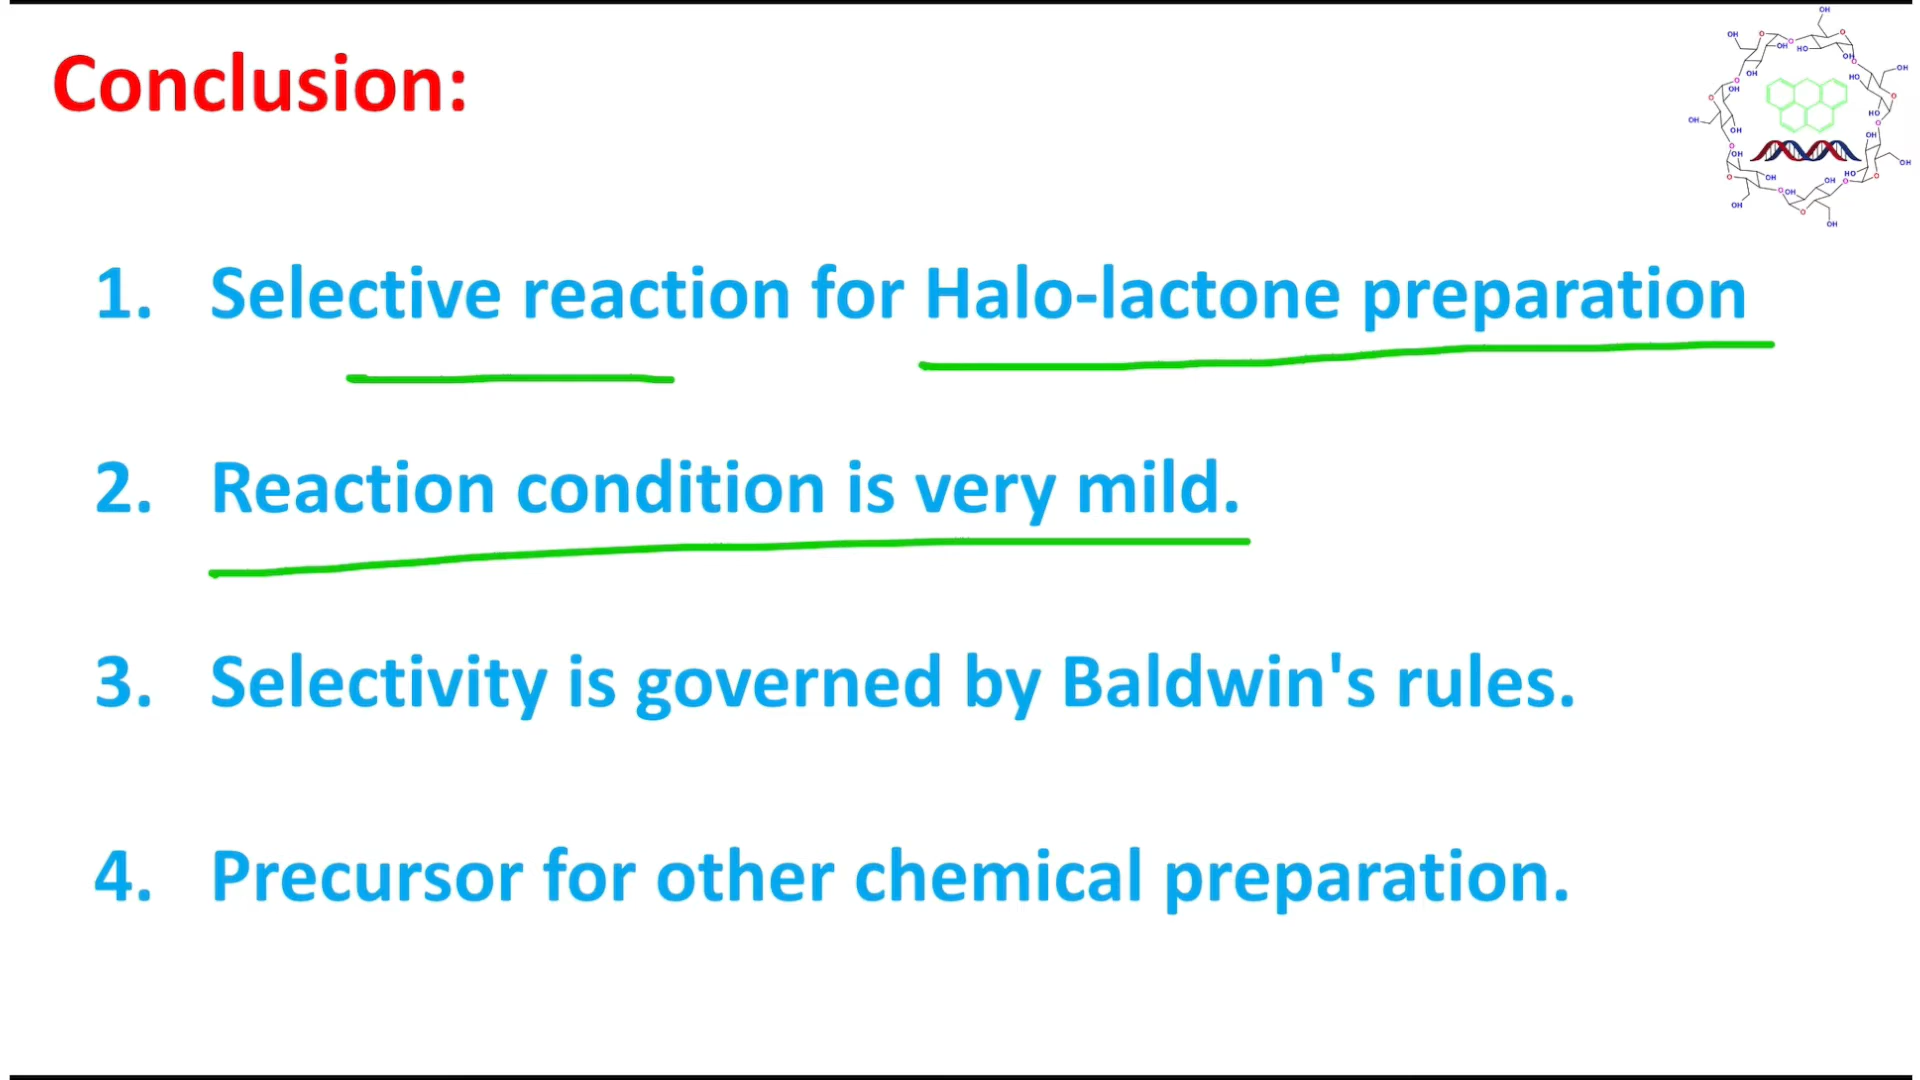 Conclusion:
1. Selective reaction for Halo-lactone preparation
2. Reaction condition is very mild.
3. Selectivity is governed by Baldwin's rules.
4. Precursor for other chemical preparation.